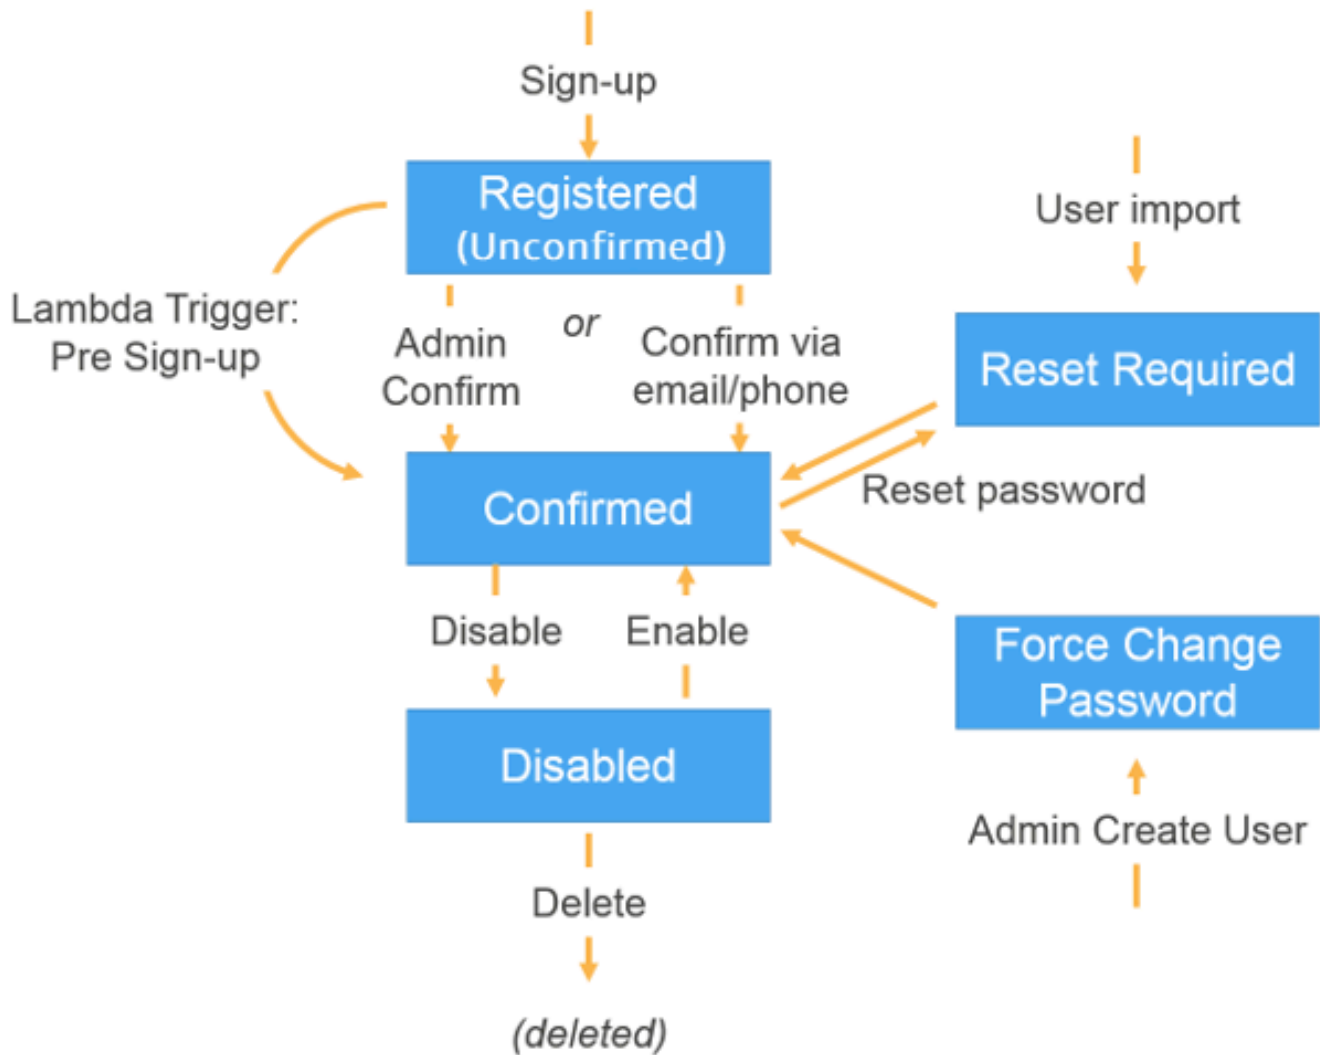 Sign-up
Registered
(Unconfirmed)
User import
Lambda Trigger:
Pre Sign-up
Admin
Confirm
or
Confirm via
email/phone
Reset Required
Confirmed
Reset password
Disable
Enable
Force Change
Password
Disabled
Admin Create User
Delete
(deleted)